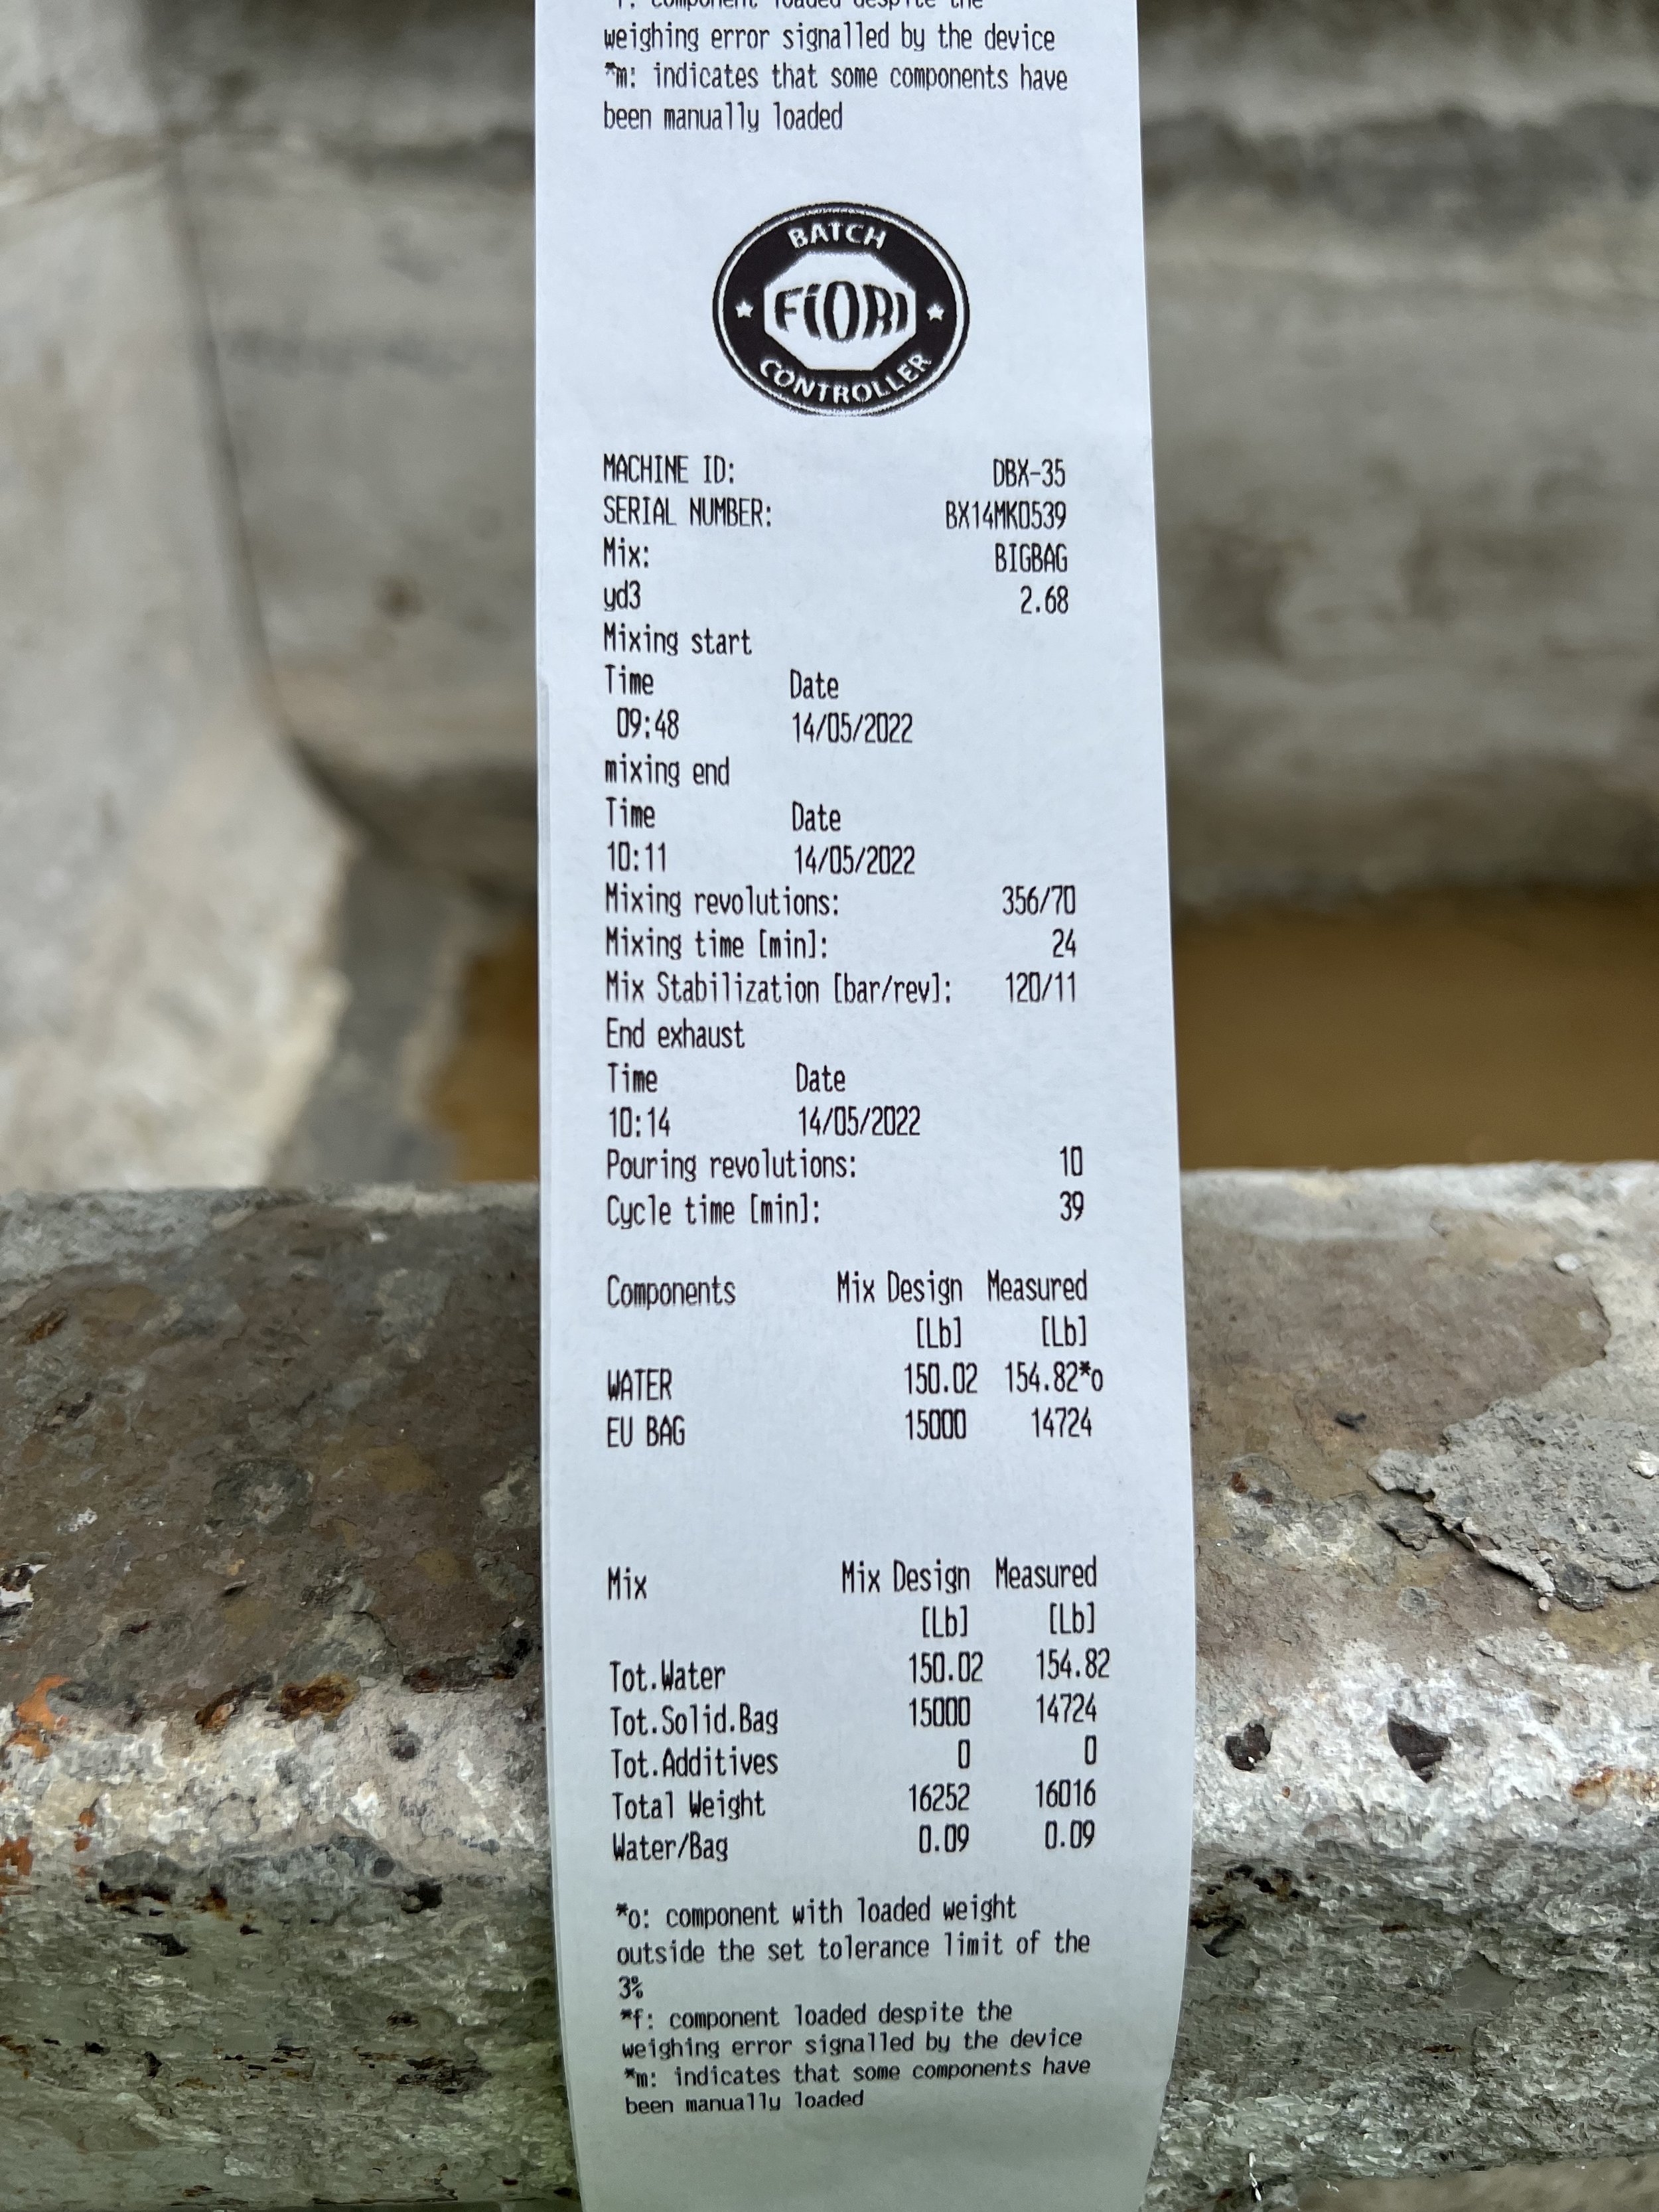 *f: component loaded despite the
weighing error signalled by the device
*m: indicates that some components have
been manually loaded
BATCH
FIORI
CONTROLLER
MACHINE ID: DBX-35
SERIAL NUMBER: BX14MK0539
Mix: BIGBAG
yd3 2.68
Mixing start
Time Date
09:48 14/05/2022
mixing end
Time Date
10:11 14/05/2022
Mixing revolutions: 356/70
Mixing time [min]: 24
Mix Stabilization [bar/rev]: 120/11
End exhaust
Time Date
10:14 14/05/2022
Pouring revolutions: 10
Cycle time [min]: 39
Components Mix Design Measured
[Lb] [Lb]
WATER 150.02 154.82*o
EU BAG 15000 14724
Mix Mix Design Measured
[Lb] [Lb]
Tot.Water 150.02 154.82
Tot.Solid.Bag 15000 14724
Tot.Additives 0 0
Total Weight 16252 16016
Water/Bag 0.09 0.09
*o: component with loaded weight
outside the set tolerance limit of the
3%
*f: component loaded despite the
weighing error signalled by the device
*m: indicates that some components have
been manually loaded